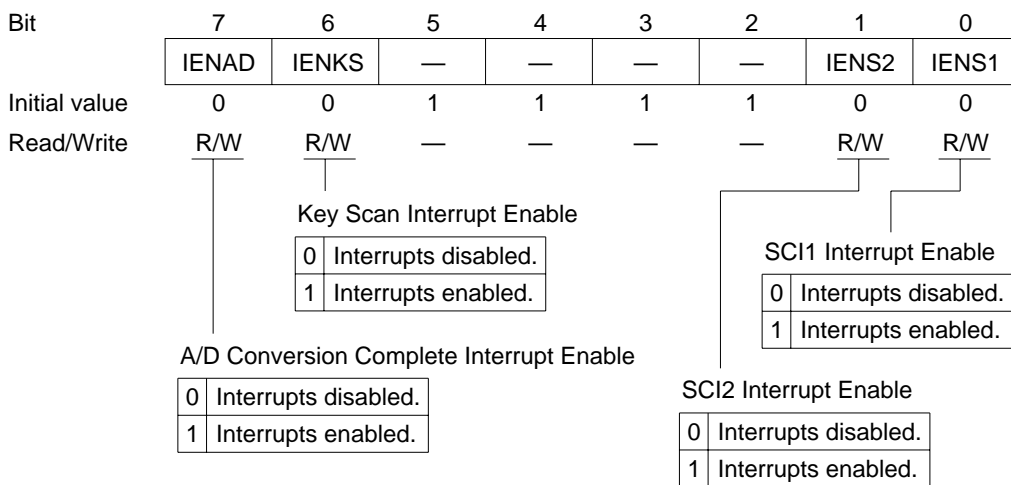 Bit 7 6 5 4 3 2 1 0
IENAD IENKS — — — — IENS2 IENS1
Initial value 0 0 1 1 1 1 0 0
Read/Write R/W R/W — — — — R/W R/W
Key Scan Interrupt Enable
0 Interrupts disabled.
1 Interrupts enabled.
SCI1 Interrupt Enable
0 Interrupts disabled.
1 Interrupts enabled.
A/D Conversion Complete Interrupt Enable
0 Interrupts disabled.
1 Interrupts enabled.
SCI2 Interrupt Enable
0 Interrupts disabled.
1 Interrupts enabled.